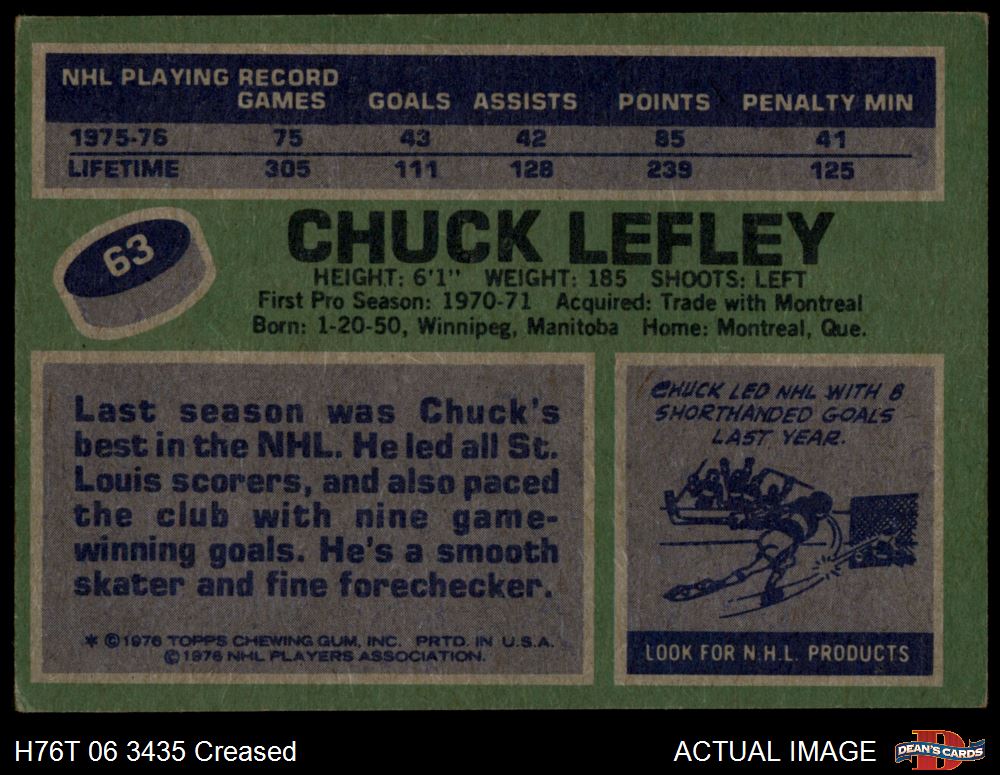 NHL PLAYING RECORD
GAMES GOALS ASSISTS POINTS PENALTY MIN
1975-76 75 43 42 85 41
LIFETIME 305 111 128 239 125
63
CHUCK LEFLEY
HEIGHT: 6'1" WEIGHT: 185 SHOOTS: LEFT
First Pro Season: 1970-71 Acquired: Trade with Montreal
Born: 1-20-50, Winnipeg, Manitoba Home: Montreal, Que.
Last season was Chuck's
best in the NHL. He led all St.
Louis scorers, and also paced
the club with nine game-
winning goals. He's a smooth
skater and fine forechecker.
* ©1976 TOPPS CHEWING GUM, INC. PRTD. IN U.S.A.
©1976 NHL PLAYERS ASSOCIATION.
CHUCK LED NHL WITH 8
SHORTHANDED GOALS
LAST YEAR.
LOOK FOR N.H.L. PRODUCTS
H76T 06 3435 Creased
ACTUAL IMAGE
D
DEAN'S CARDS